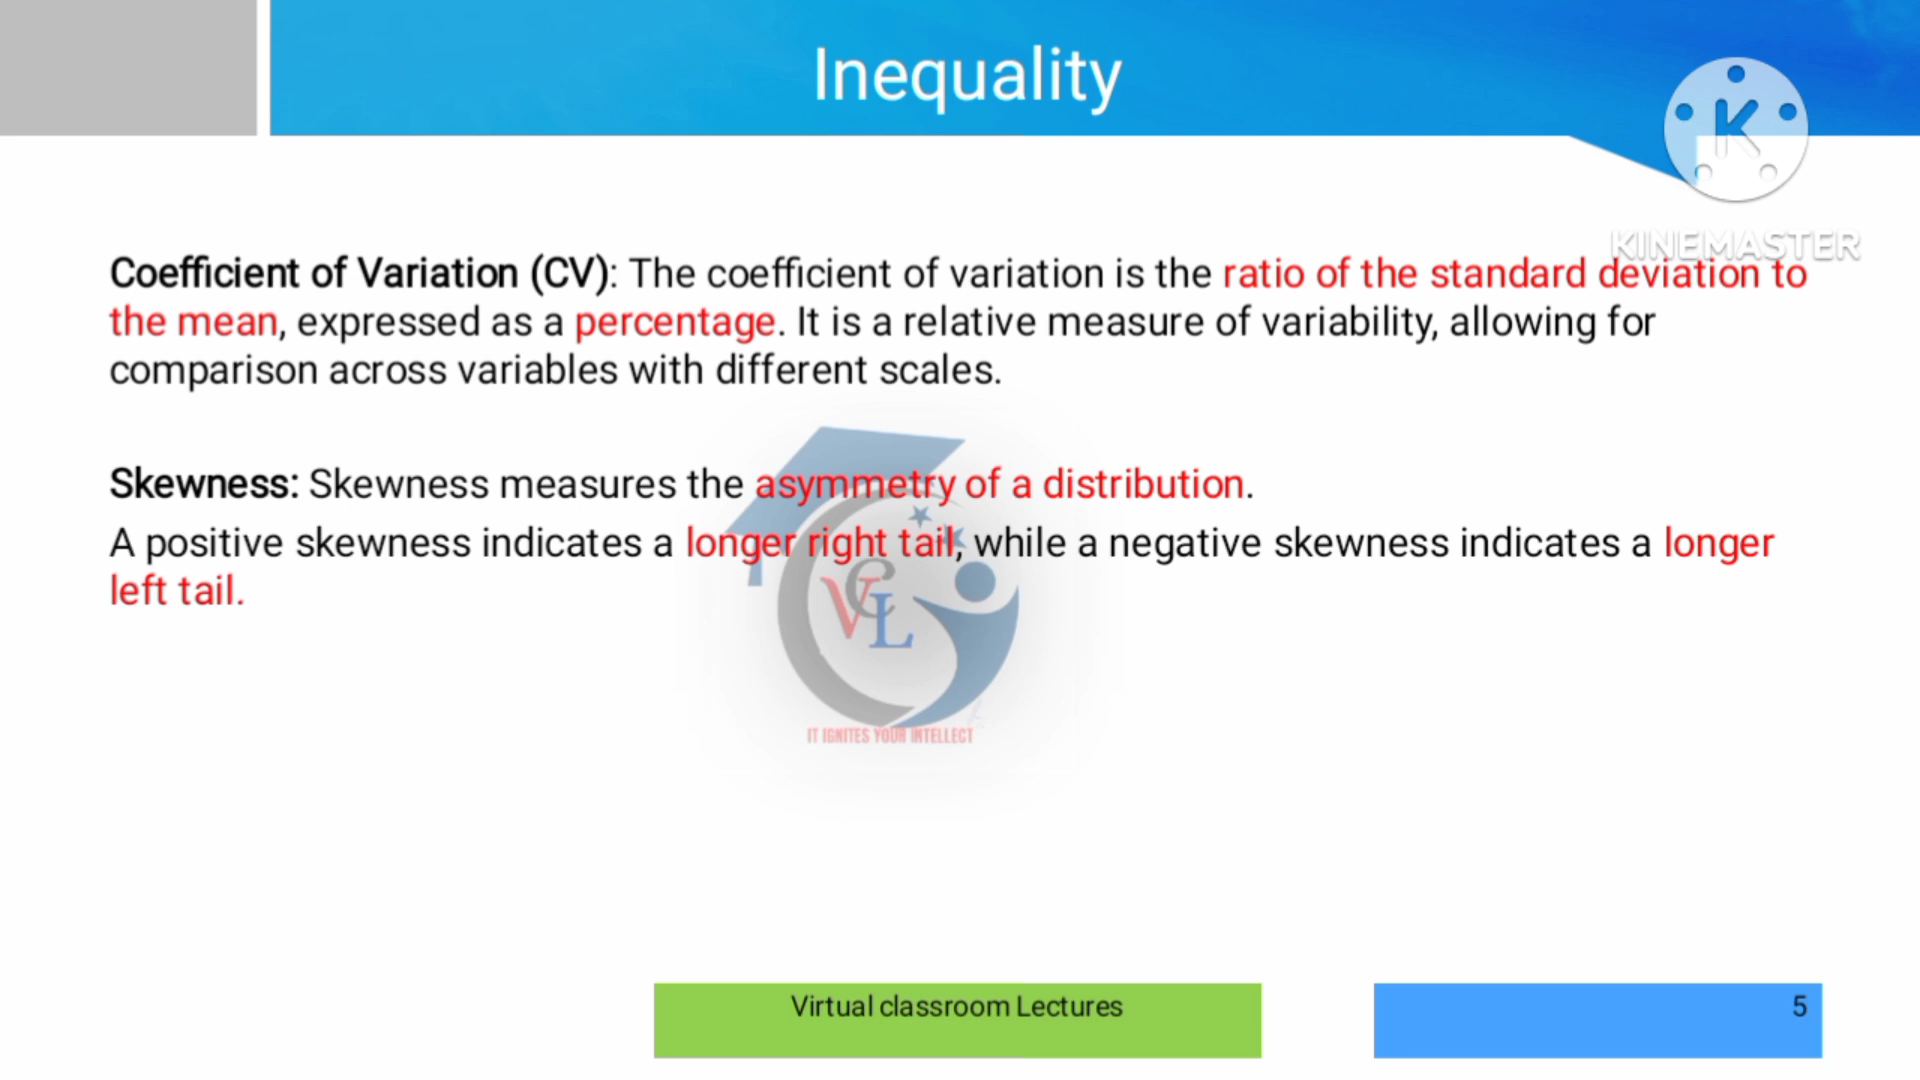 Inequality
K
KINEMASTER
Coefficient of Variation (CV): The coefficient of variation is the ratio of the standard deviation to
the mean, expressed as a percentage. It is a relative measure of variability, allowing for
comparison across variables with different scales.
Skewness: Skewness measures the asymmetry of a distribution.
A positive skewness indicates a longer right tail, while a negative skewness indicates a longer
left tail.
VCL
IT IGNITES YOUR INTELLECT
Virtual classroom Lectures
5